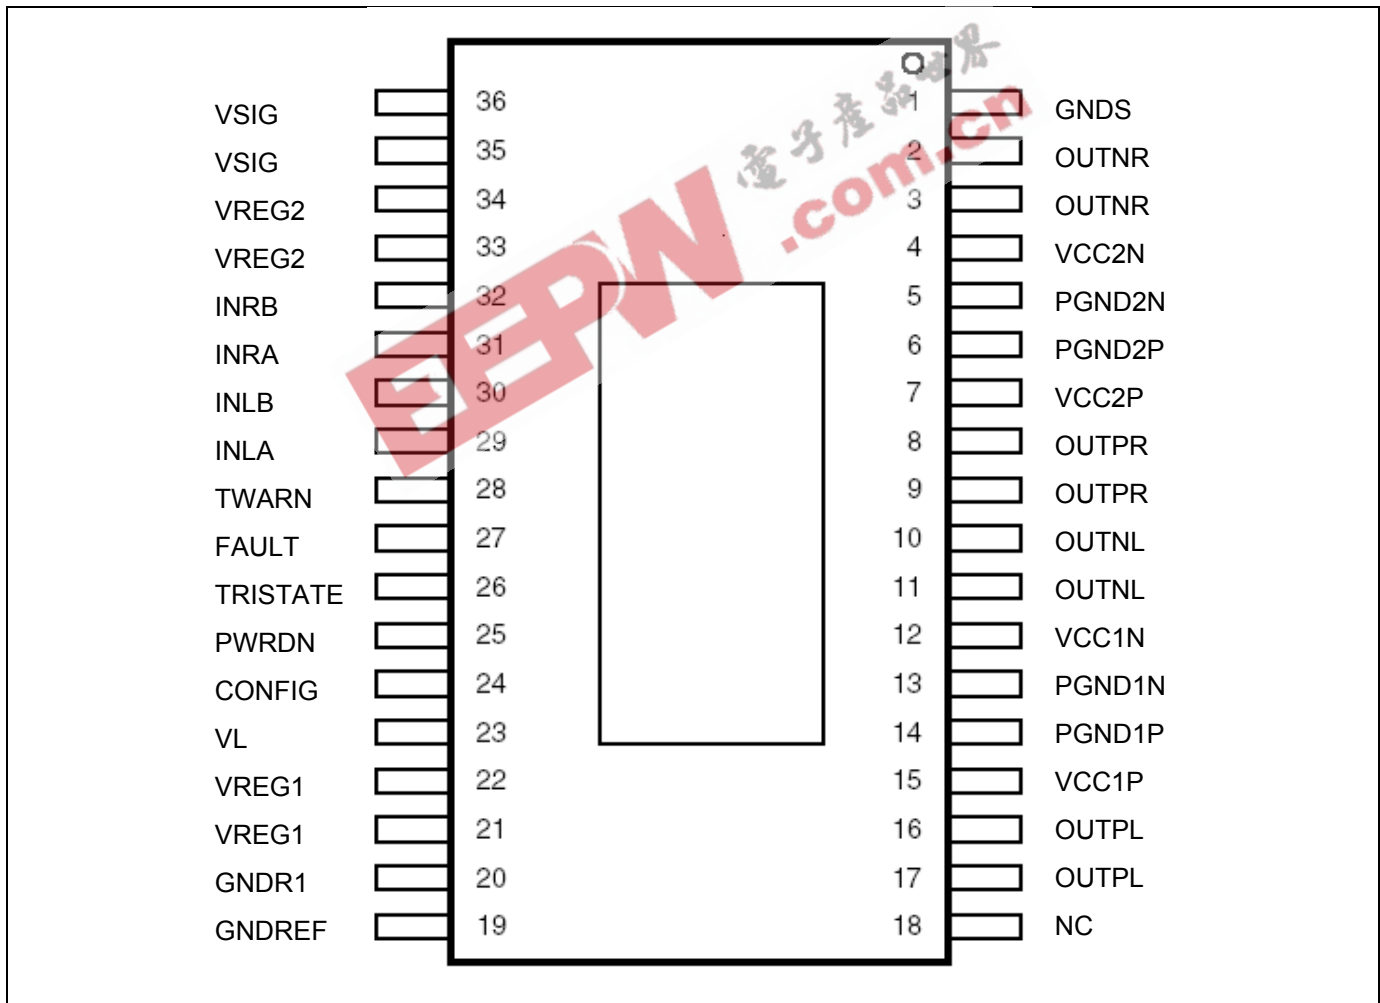 VSIG 36 1 GNDS
VSIG 35 2 OUTNR
VREG2 34 3 OUTNR
VREG2 33 4 VCC2N
INRB 32 5 PGND2N
INRA 31 6 PGND2P
INLB 30 7 VCC2P
INLA 29 8 OUTPR
TWARN 28 9 OUTPR
FAULT 27 10 OUTNL
TRISTATE 26 11 OUTNL
PWRDN 25 12 VCC1N
CONFIG 24 13 PGND1N
VL 23 14 PGND1P
VREG1 22 15 VCC1P
VREG1 21 16 OUTPL
GNDR1 20 17 OUTPL
GNDREF 19 18 NC
電子產品世界
EEPW
.com.cn